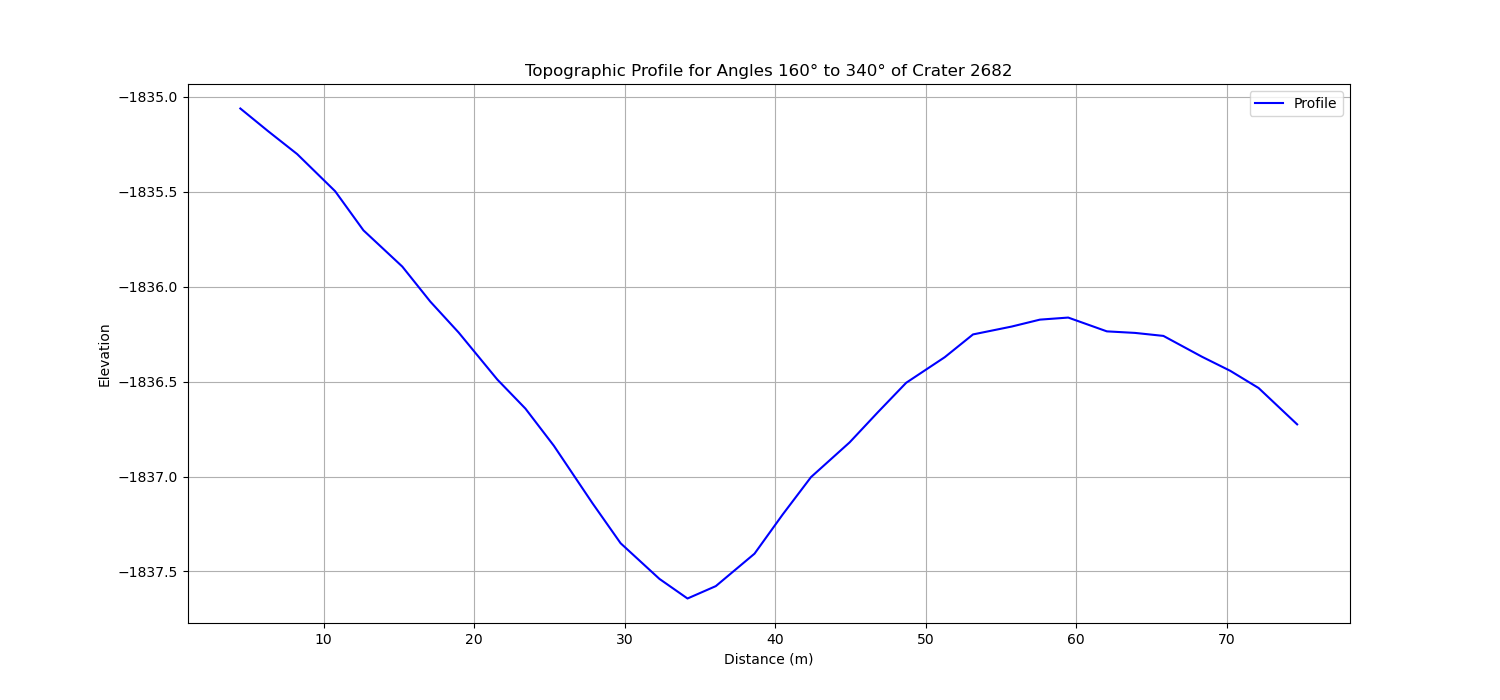 Topographic Profile for Angles 160° to 340° of Crater 2682
Profile
Elevation
−1835.0
−1835.5
−1836.0
−1836.5
−1837.0
−1837.5
10 20 30 40 50 60 70
Distance (m)